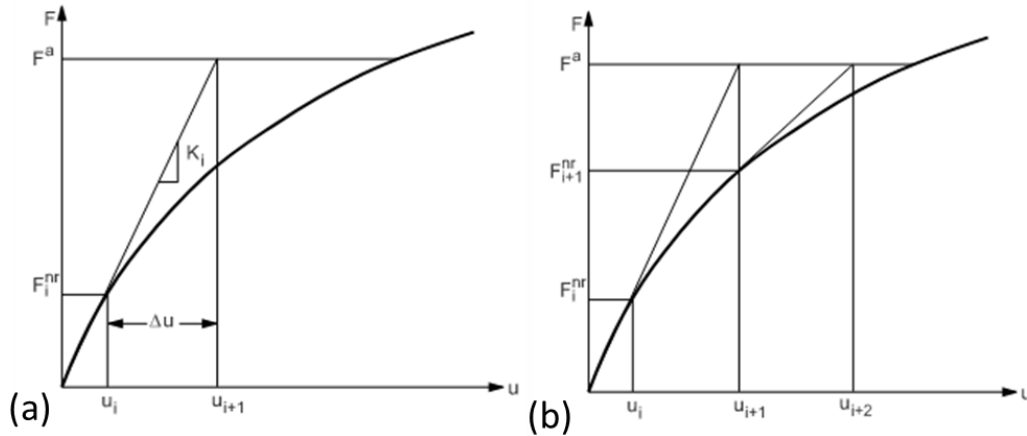 F
F^a
K_i
F_i^nr
Δu
u_i
u_{i+1}
u
(a)
F
F^a
F_{i+1}^nr
F_i^nr
u_i
u_{i+1}
u_{i+2}
u
(b)